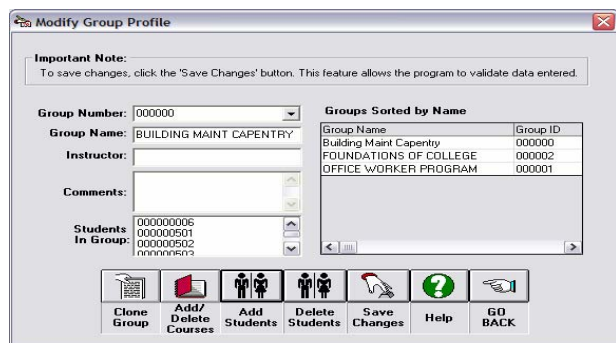 Modify Group Profile
Important Note:
To save changes, click the 'Save Changes' button. This feature allows the program to validate data entered.
Group Number: 000000
Group Name: BUILDING MAINT CAPENTRY
Instructor:
Comments:
Students In Group:
000000006
000000501
000000502
000000503
Groups Sorted by Name
Group Name Group ID
Building Maint Capentry 000000
FOUNDATIONS OF COLLEGE 000002
OFFICE WORKER PROGRAM 000001
Clone Group
Add/ Delete Courses
Add Students
Delete Students
Save Changes
Help
GO BACK